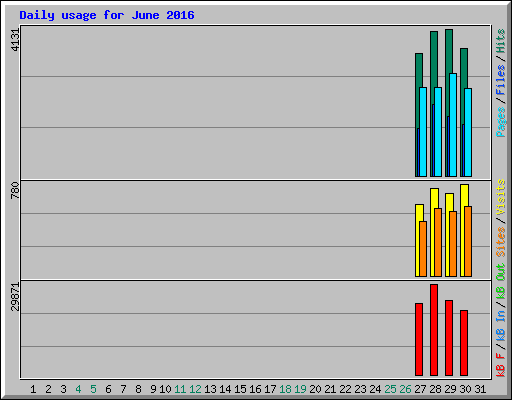 Daily usage for June 2016
4131
780
29871
Pages/Files/Hits
Sites/Visits
kB F/kB In/kB Out
1 2 3 4 5 6 7 8 9 10 11 12 13 14 15 16 17 18 19 20 21 22 23 24 25 26 27 28 29 30 31